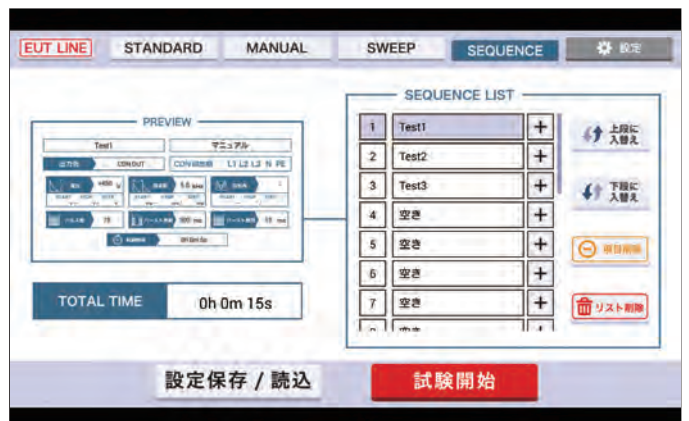 EUT LINE
STANDARD
MANUAL
SWEEP
SEQUENCE
設定
PREVIEW
Test1
マニュアル
出力先
CON OUT
L1 L2 L3 N PE
TOTAL TIME
0h 0m 15s
SEQUENCE LIST
1 Test1 +
2 Test2 +
3 Test3 +
4 空き +
5 空き +
6 空き +
7 空き +
上段に
入替え
下段に
入替え
項目削除
リスト削除
設定保存 / 読込
試験開始